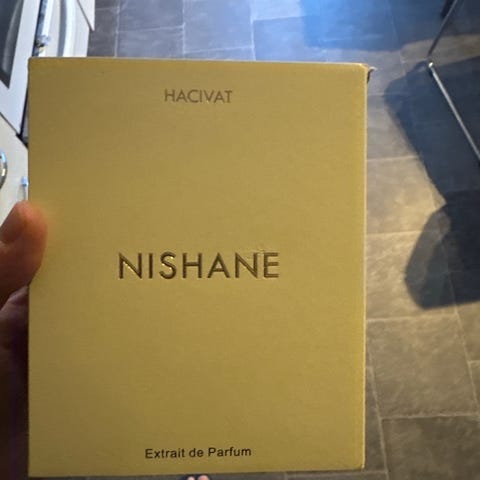 HACIVAT
NISHANE
Extrait de Parfum